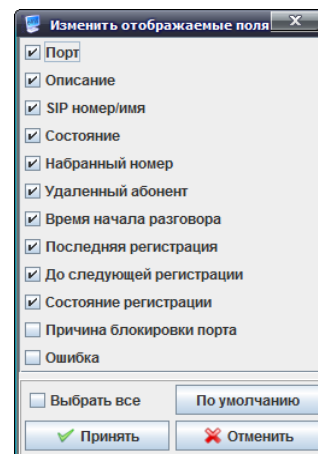 Изменить отображаемые поля
Порт
Описание
SIP номер/имя
Состояние
Набранный номер
Удаленный абонент
Время начала разговора
Последняя регистрация
До следующей регистрации
Состояние регистрации
Причина блокировки порта
Ошибка
Выбрать все
По умолчанию
Принять
Отменить